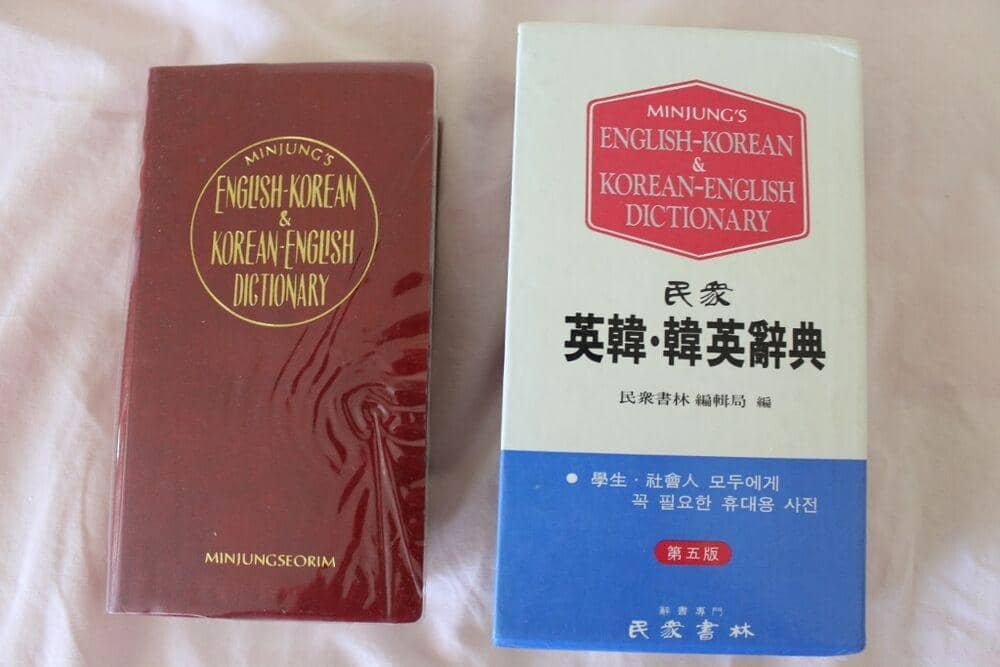 MINJUNG'S
ENGLISH-KOREAN
&
KOREAN-ENGLISH
DICTIONARY
MINJUNGSEORIM
MINJUNG'S
ENGLISH-KOREAN
&
KOREAN-ENGLISH
DICTIONARY
民衆
英韓·韓英辭典
民衆書林 編輯局 編
● 學生 · 社會人 모두에게
꼭 필요한 휴대용 사전
第五版
辭書專門
民衆書林